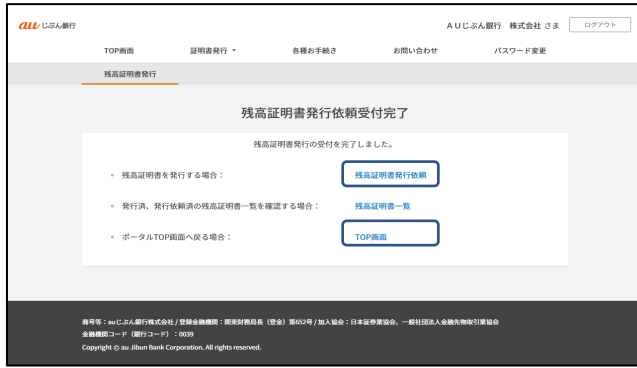 au じぶん銀行
AUじぶん銀行 株式会社 さま
ログアウト
TOP画面 証明書発行 各種お手続き お問い合わせ パスワード変更
残高証明書発行
残高証明書発行依頼受付完了
残高証明書発行の受付を完了しました。
残高証明書を発行する場合： 残高証明書発行依頼
発行済、発行依頼済の残高証明書一覧を確認する場合： 残高証明書一覧
ポータルTOP画面へ戻る場合： TOP画面
商号等：auじぶん銀行株式会社 / 登録金融機関：関東財務局長（登金）第652号 / 加入協会：日本証券業協会、一般社団法人金融先物取引業協会
金融機関コード（銀行コード）：0039
Copyright © au Jibun Bank Corporation. All rights reserved.